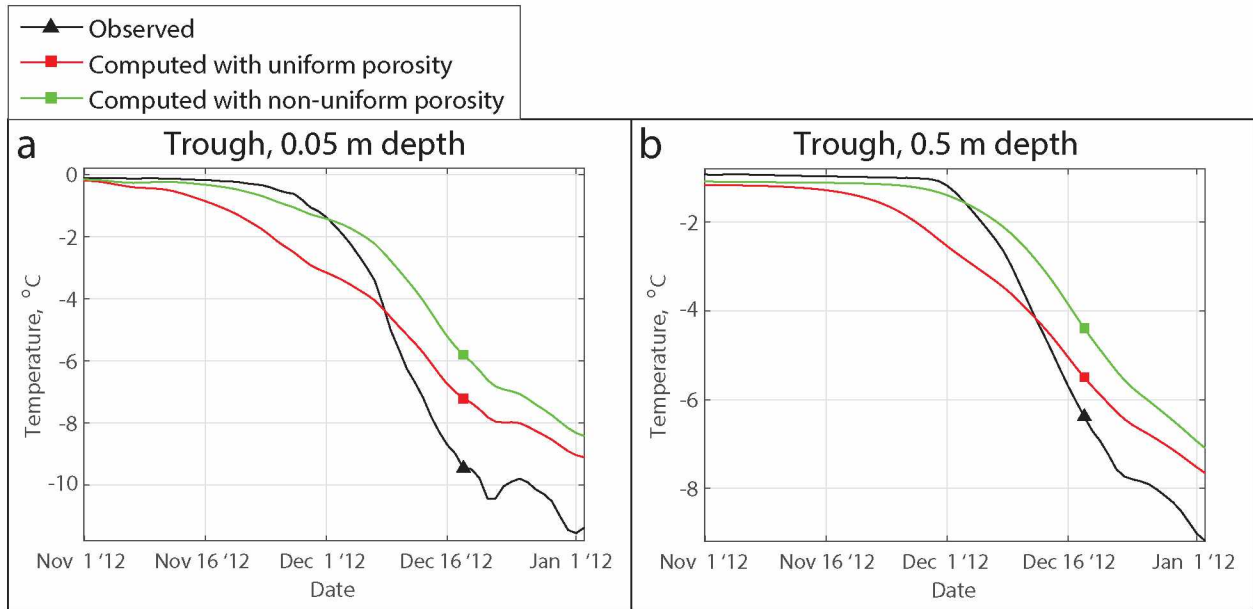 Observed
Computed with uniform porosity
Computed with non-uniform porosity
a
Trough, 0.05 m depth
0
-2
-4
-6
-8
-10
Temperature, °C
Nov 1 '12 Nov 16 '12 Dec 1 '12 Dec 16 '12 Jan 1 '12
Date
b
Trough, 0.5 m depth
-2
-4
-6
-8
Temperature, °C
Nov 1 '12 Nov 16 '12 Dec 1 '12 Dec 16 '12 Jan 1 '12
Date